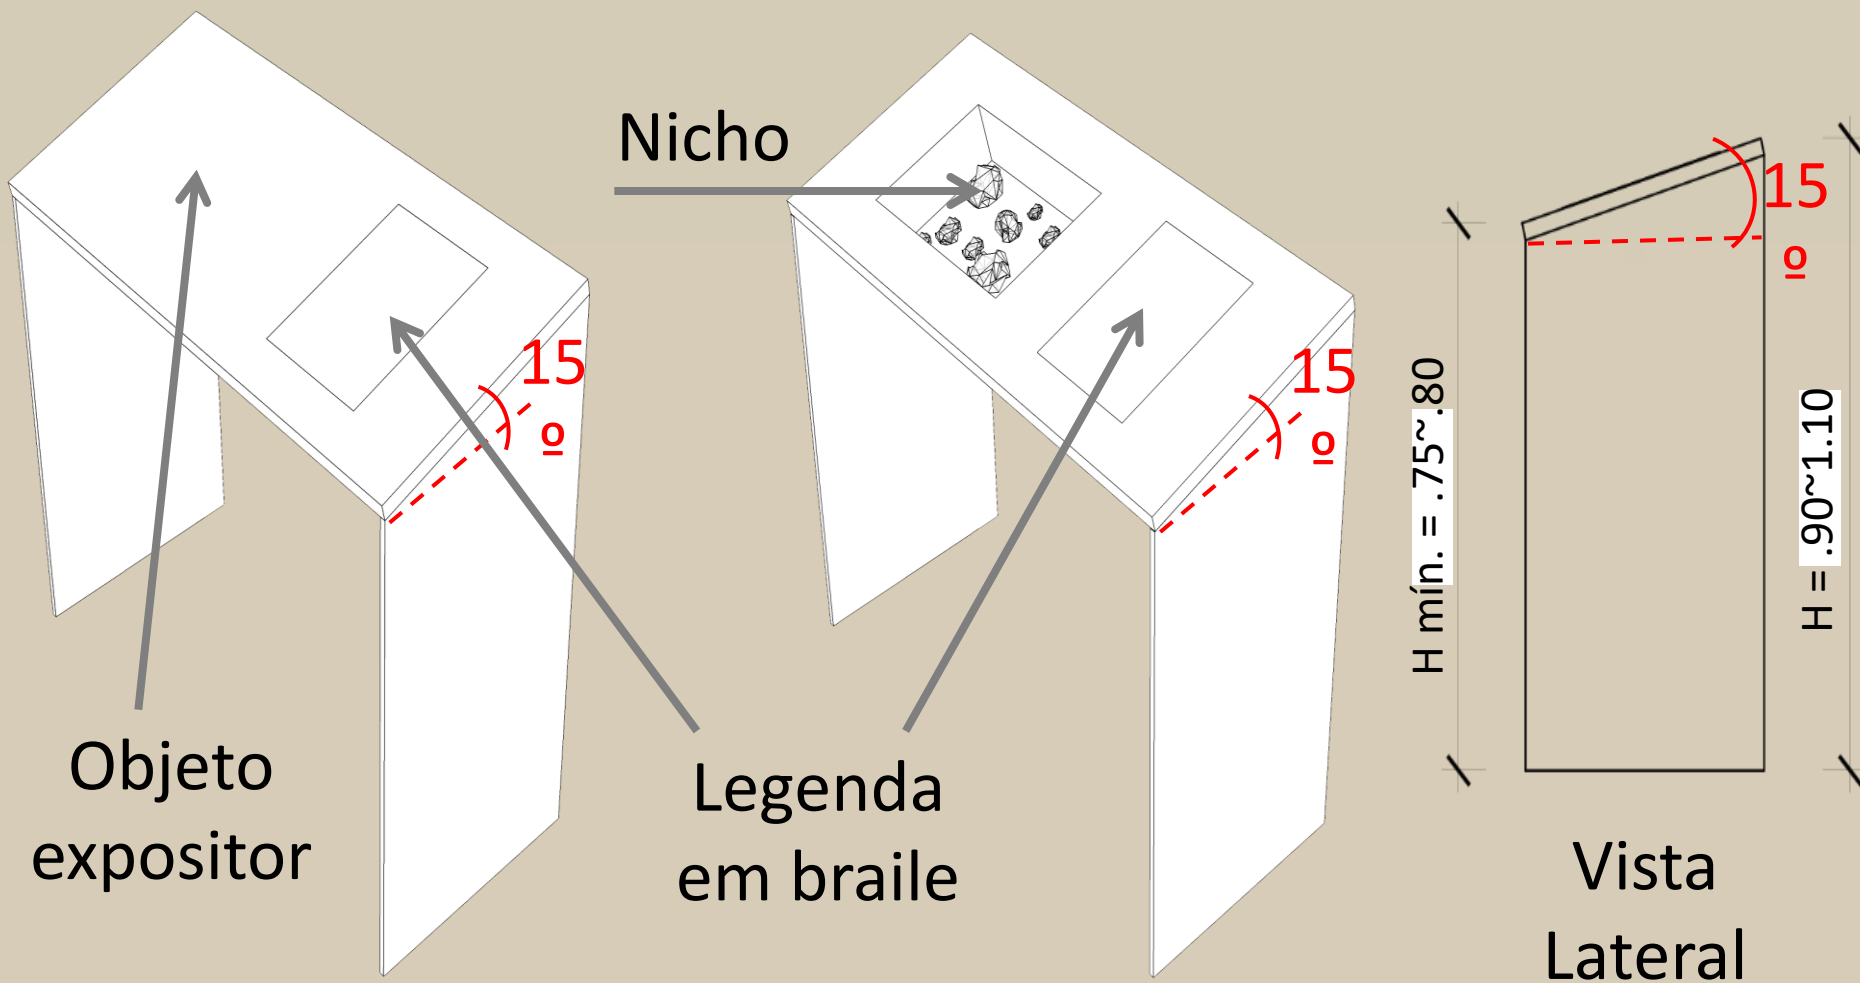 Nicho
15
º
15
º
15
º
Objeto
expositor
Legenda
em braile
H mín. = .75~.80
H = .90~1.10
Vista
Lateral